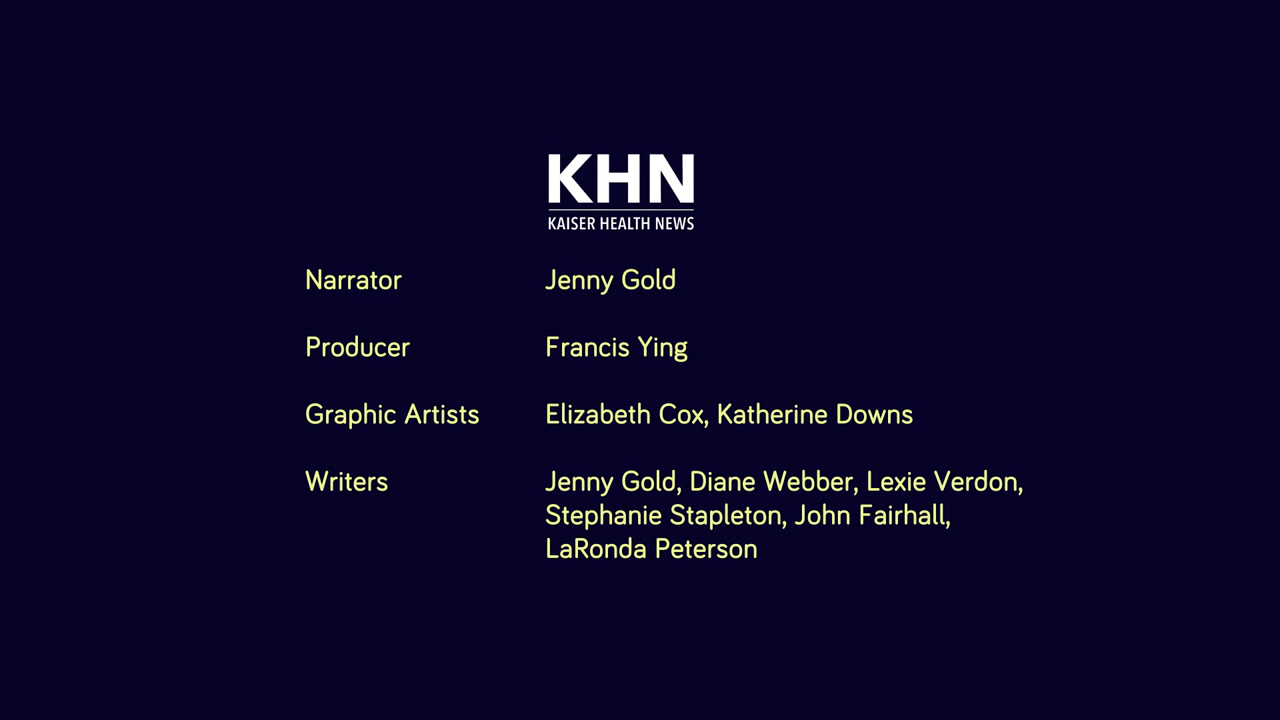 KHN
KAISER HEALTH NEWS
Narrator Jenny Gold
Producer Francis Ying
Graphic Artists Elizabeth Cox, Katherine Downs
Writers Jenny Gold, Diane Webber, Lexie Verdon,
Stephanie Stapleton, John Fairhall,
LaRonda Peterson